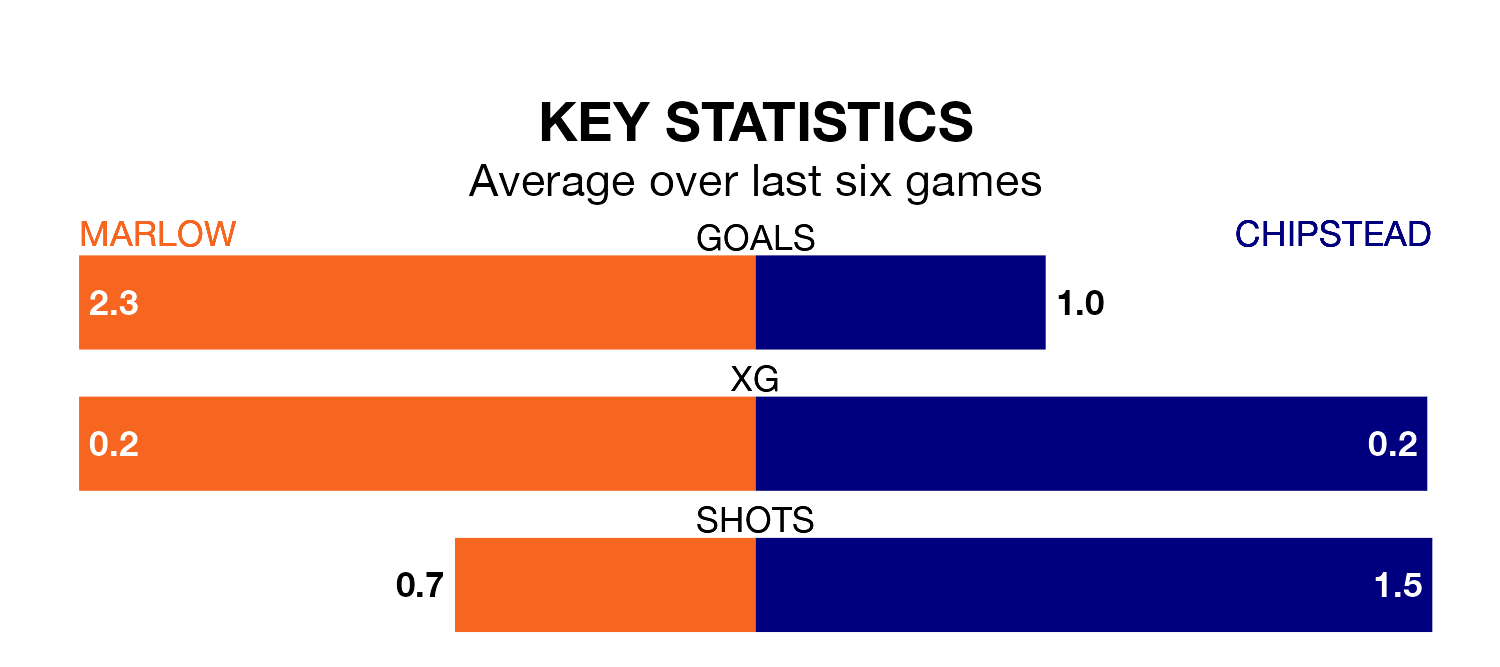 KEY STATISTICS
Average over last six games
MARLOW GOALS CHIPSTEAD
2.3 1.0
XG
0.2 0.2
SHOTS
0.7 1.5